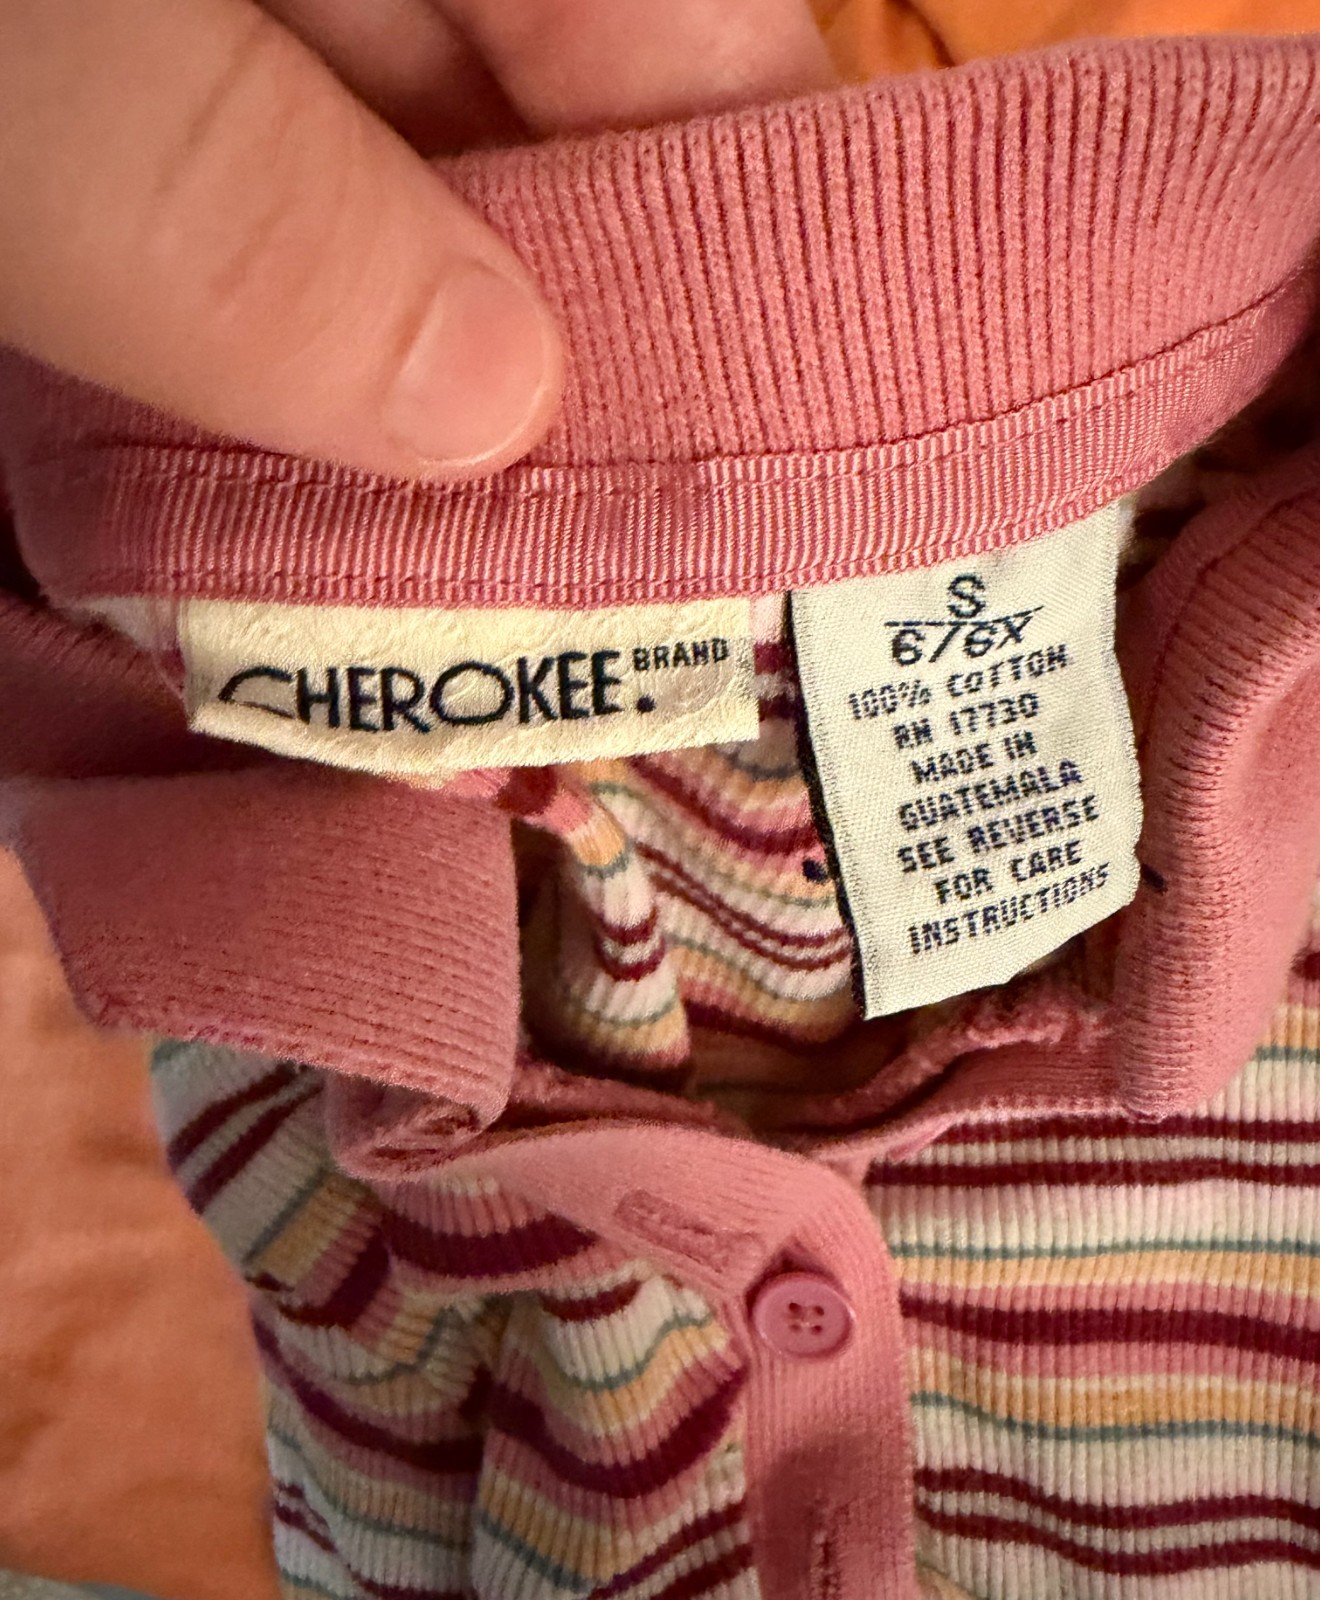 CHEROKEE. BRAND
S
6/6X
100% COTTON
RN 17730
MADE IN
GUATEMALA
SEE REVERSE
FOR CARE
INSTRUCTIONS